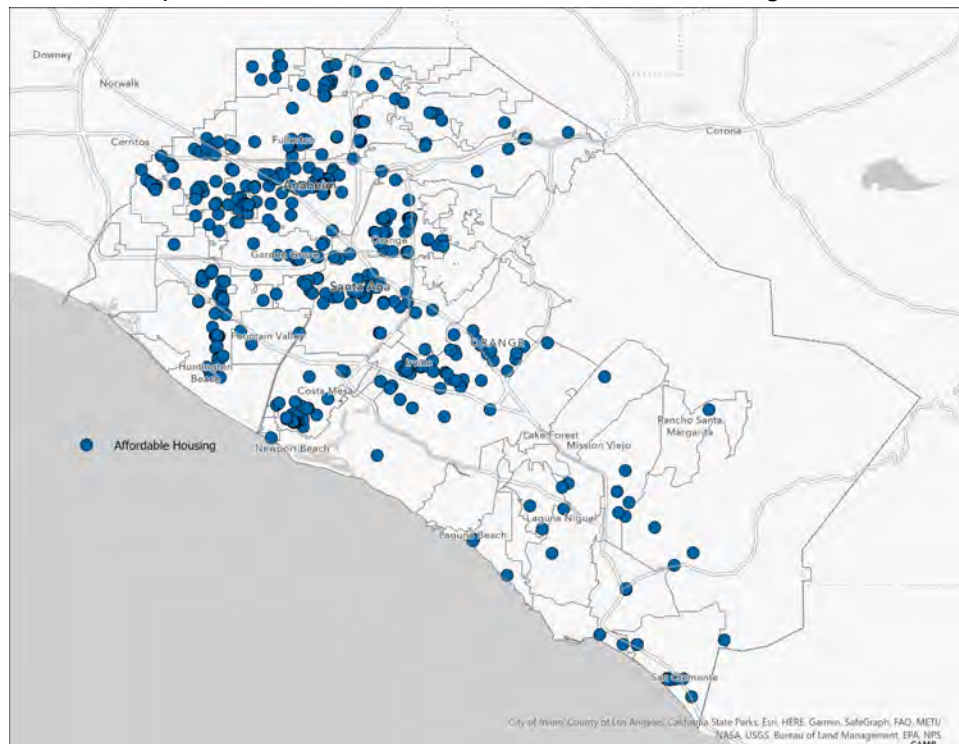 Downey
Norwalk
Cerritos
Corona
Fullerton
Anaheim
Orange
Garden Grove
Santa Ana
ORANGE
Fountain Valley
Irvine
Huntington
Beach
Costa Mesa
Rancho Santa
Margarita
Lake Forest
Mission Viejo
Affordable Housing
Newport Beach
Laguna Niguel
Laguna Beach
San Clemente
City of Irvine, County of Los Angeles, California State Parks, Esri, HERE, Garmin, SafeGraph, FAO, METI/
NASA, USGS, Bureau of Land Management, EPA, NPS